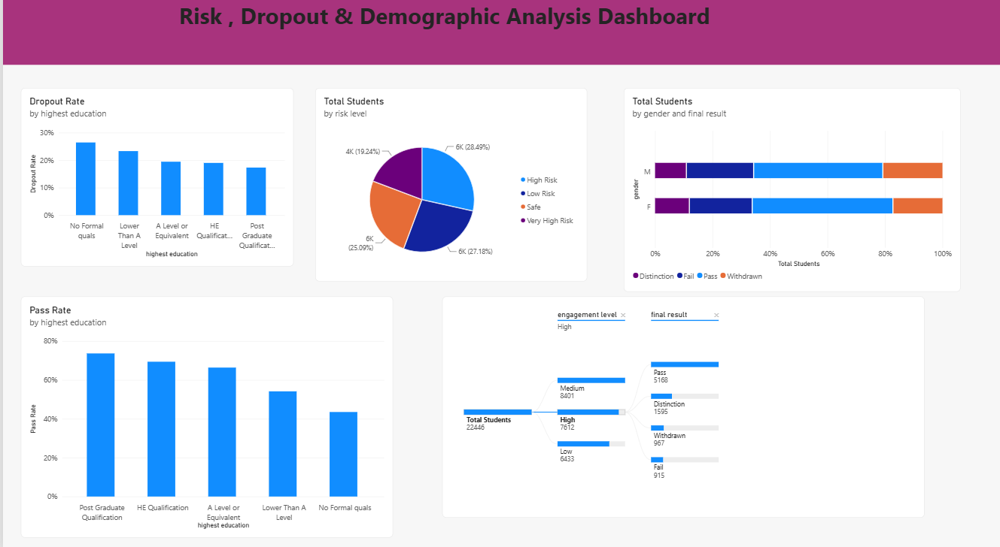 Risk , Dropout & Demographic Analysis Dashboard
Dropout Rate
by highest education
30%
20%
10%
0%
Dropout Rate
No Formal
quals
Lower
Than A
Level
A Level or
Equivalent
HE
Qualificat...
Post
Graduate
Qualificat...
highest education
Total Students
by risk level
4K (19.24%)
6K (28.49%)
6K
(25.09%)
6K (27.18%)
High Risk
Low Risk
Safe
Very High Risk
Total Students
by gender and final result
gender
M
F
0%
20%
40%
60%
80%
100%
Total Students
Distinction
Fail
Pass
Withdrawn
Pass Rate
by highest education
80%
60%
40%
20%
0%
Pass Rate
Post Graduate
Qualification
HE Qualification
A Level or
Equivalent
Lower Than A
Level
No Formal quals
highest education
engagement level ×
High
final result ×
Total Students
22446
Medium
8401
High
7612
Low
6433
Pass
5168
Distinction
1595
Withdrawn
967
Fail
915